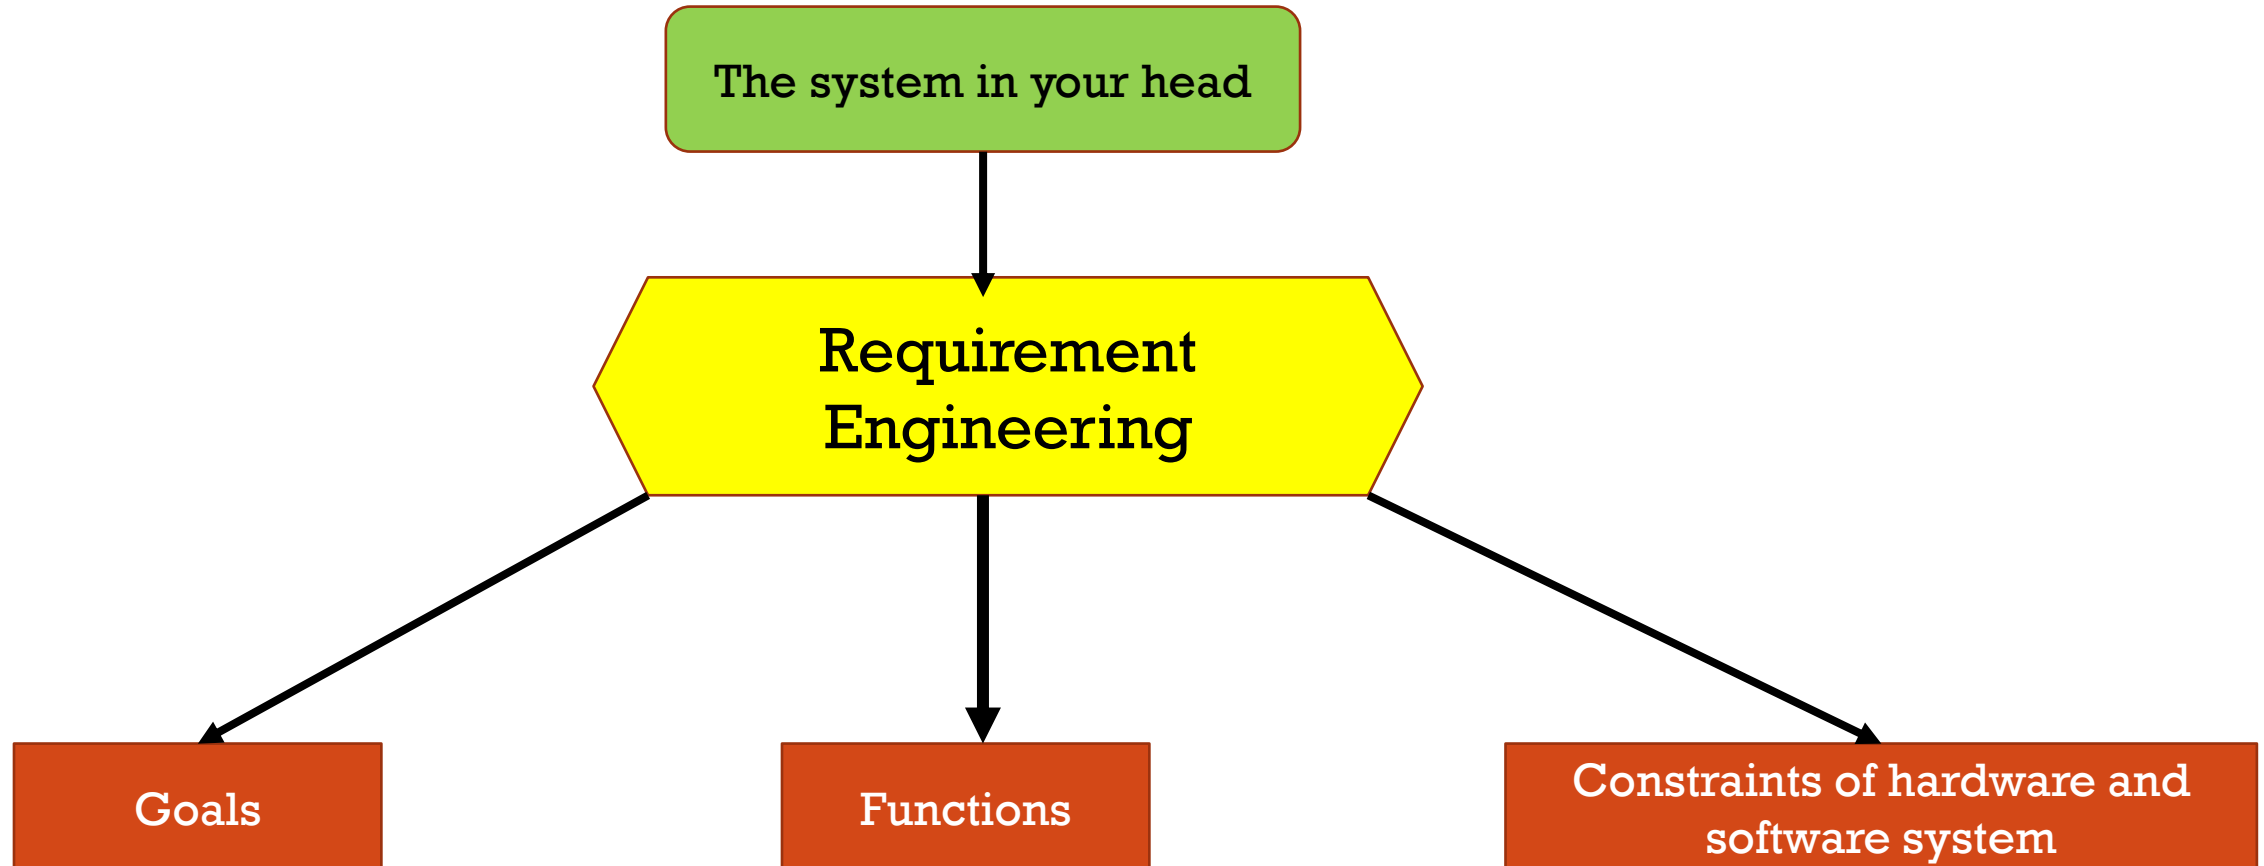 The system in your head
Requirement
Engineering
Goals
Functions
Constraints of hardware and
software system